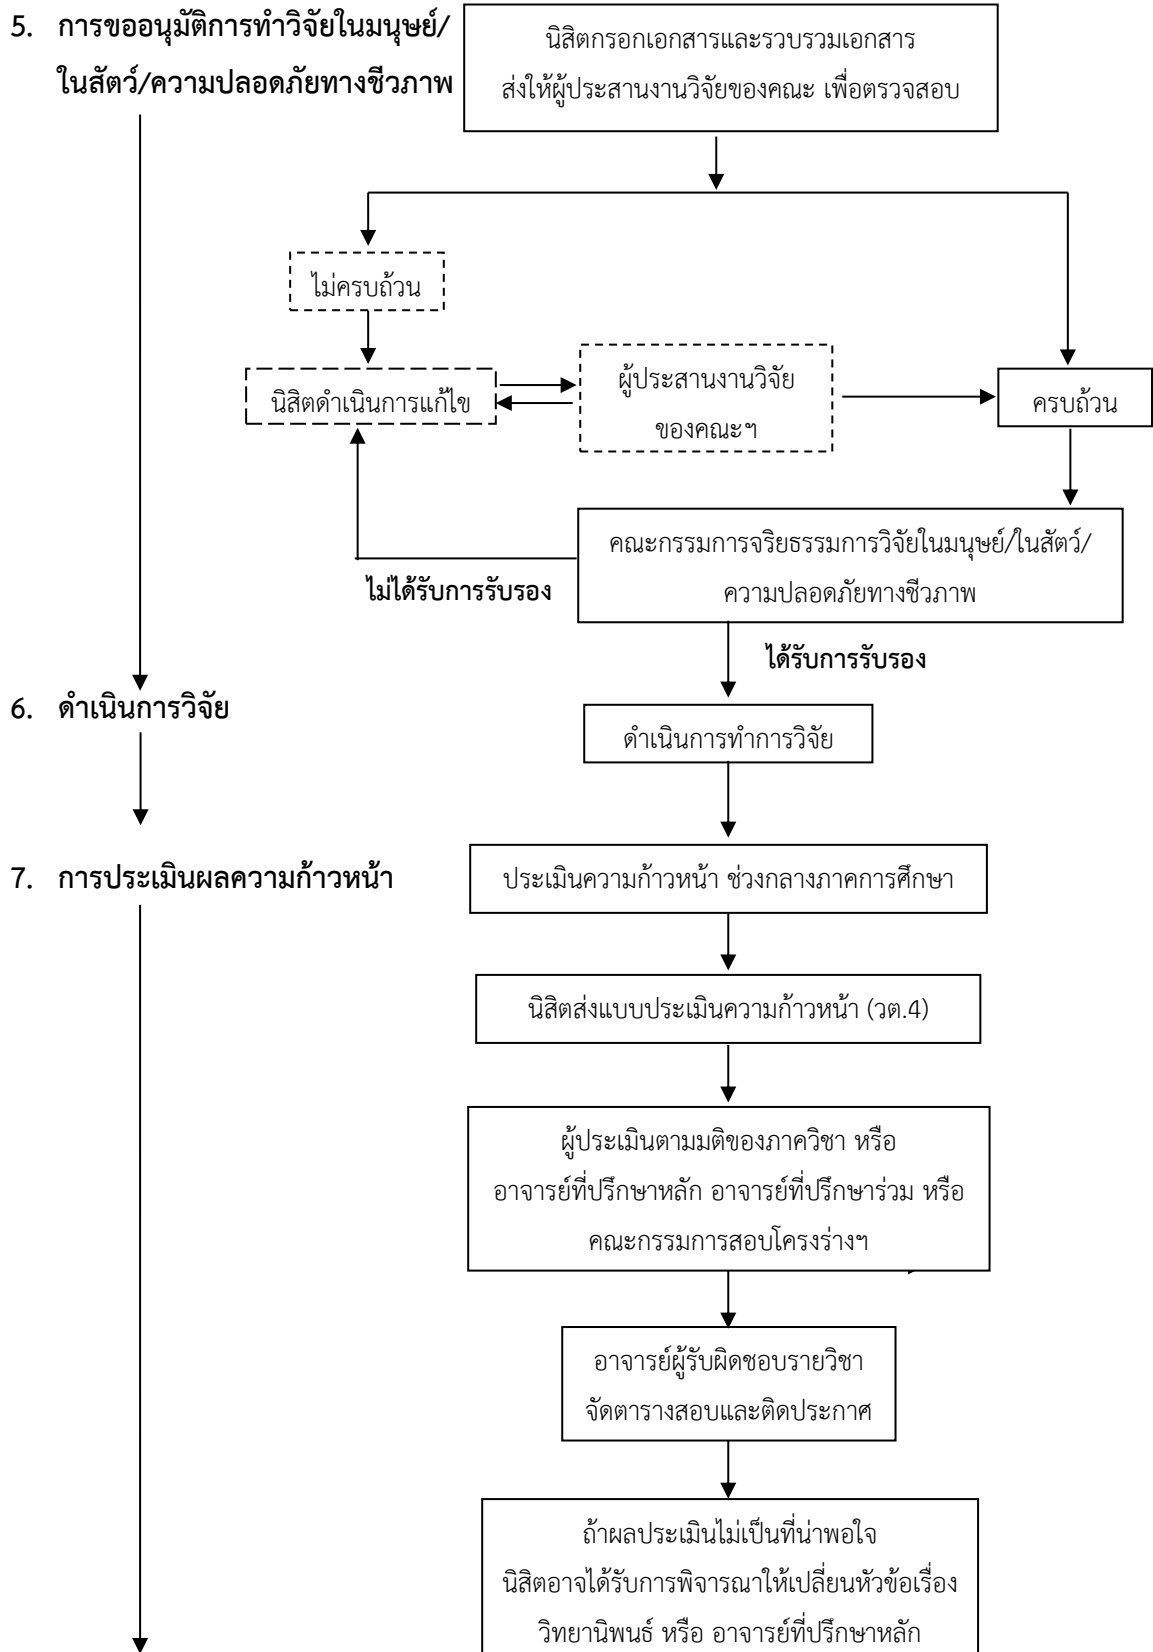 5. การขออนุมัติการทำวิจัยในมนุษย์/
ในสัตว์/ความปลอดภัยทางชีวภาพ
นิสิตกรอกเอกสารและรวบรวมเอกสาร
ส่งให้ผู้ประสานงานวิจัยของคณะ เพื่อตรวจสอบ
ไม่ครบถ้วน
นิสิตดำเนินการแก้ไข
ผู้ประสานงานวิจัย
ของคณะฯ
ครบถ้วน
คณะกรรมการจริยธรรมการวิจัยในมนุษย์/ในสัตว์/
ความปลอดภัยทางชีวภาพ
ไม่ได้รับการรับรอง
ได้รับการรับรอง
6. ดำเนินการวิจัย
ดำเนินการทำการวิจัย
7. การประเมินผลความก้าวหน้า
ประเมินความก้าวหน้า ช่วงกลางภาคการศึกษา
นิสิตส่งแบบประเมินความก้าวหน้า (วต.4)
ผู้ประเมินตามมติของภาควิชา หรือ
อาจารย์ที่ปรึกษาหลัก อาจารย์ที่ปรึกษาร่วม หรือ
คณะกรรมการสอบโครงร่างฯ
อาจารย์ผู้รับผิดชอบรายวิชา
จัดตารางสอบและติดประกาศ
ถ้าผลประเมินไม่เป็นที่น่าพอใจ
นิสิตอาจได้รับการพิจารณาให้เปลี่ยนหัวข้อเรื่อง
วิทยานิพนธ์ หรือ อาจารย์ที่ปรึกษาหลัก